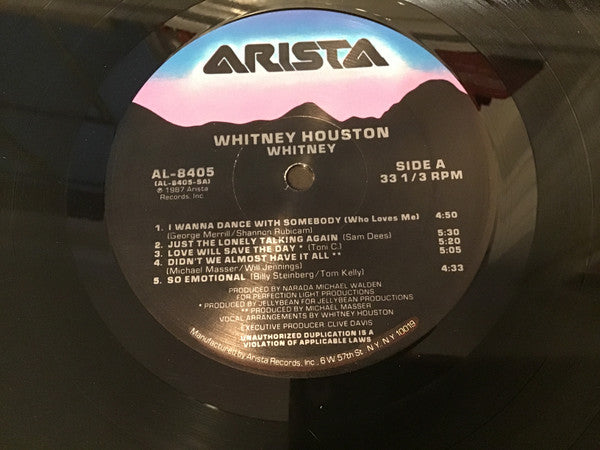 ARISTA
WHITNEY HOUSTON
WHITNEY
AL-8405
(AL-8405-SA)
℗ 1987 Arista
Records, Inc.
SIDE A
33 1/3 RPM
1. I WANNA DANCE WITH SOMEBODY (Who Loves Me) 4:50
(George Merrill/Shannon Rubicam)
2. JUST THE LONELY TALKING AGAIN (Sam Dees) 5:30
3. LOVE WILL SAVE THE DAY * (Toni C.) 5:20
4. DIDN'T WE ALMOST HAVE IT ALL ** 5:05
(Michael Masser/Will Jennings)
5. SO EMOTIONAL (Billy Steinberg/Tom Kelly) 4:33
PRODUCED BY NARADA MICHAEL WALDEN
FOR PERFECTION LIGHT PRODUCTIONS
* PRODUCED BY JELLYBEAN FOR JELLYBEAN PRODUCTIONS
** PRODUCED BY MICHAEL MASSER
VOCAL ARRANGEMENTS BY WHITNEY HOUSTON
EXECUTIVE PRODUCER: CLIVE DAVIS
UNAUTHORIZED DUPLICATION IS A
VIOLATION OF APPLICABLE LAWS
Manufactured by Arista Records, Inc., 6 W. 57th St., N.Y., N.Y. 10019